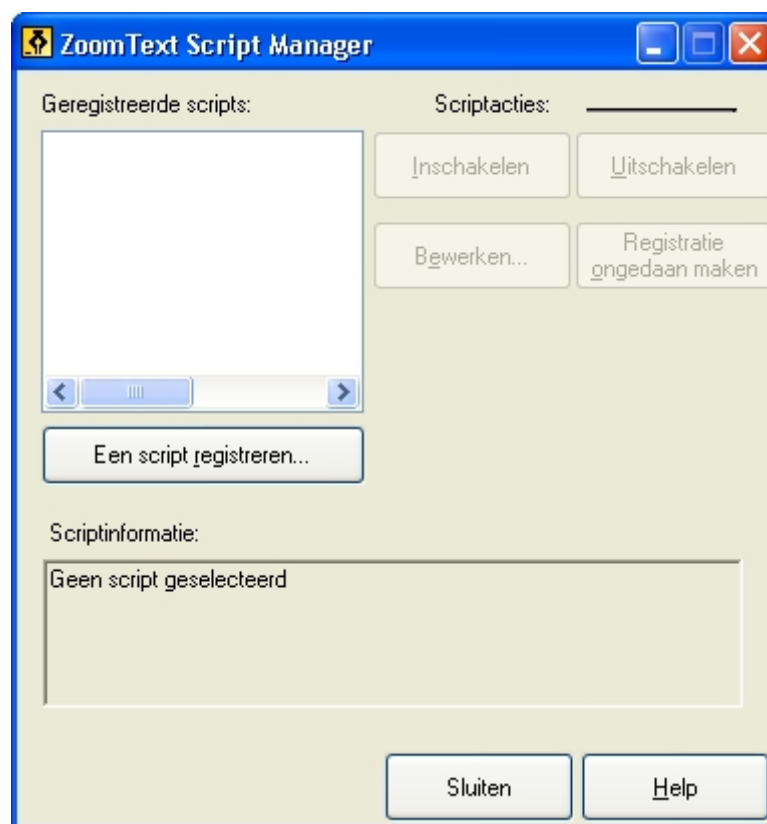 ZoomText Script Manager
Geregistreerde scripts:
Scriptacties:
Inschakelen
Uitschakelen
Bewerken...
Registratie
ongedaan maken
Een script registreren...
Scriptinformatie:
Geen script geselecteerd
Sluiten
Help